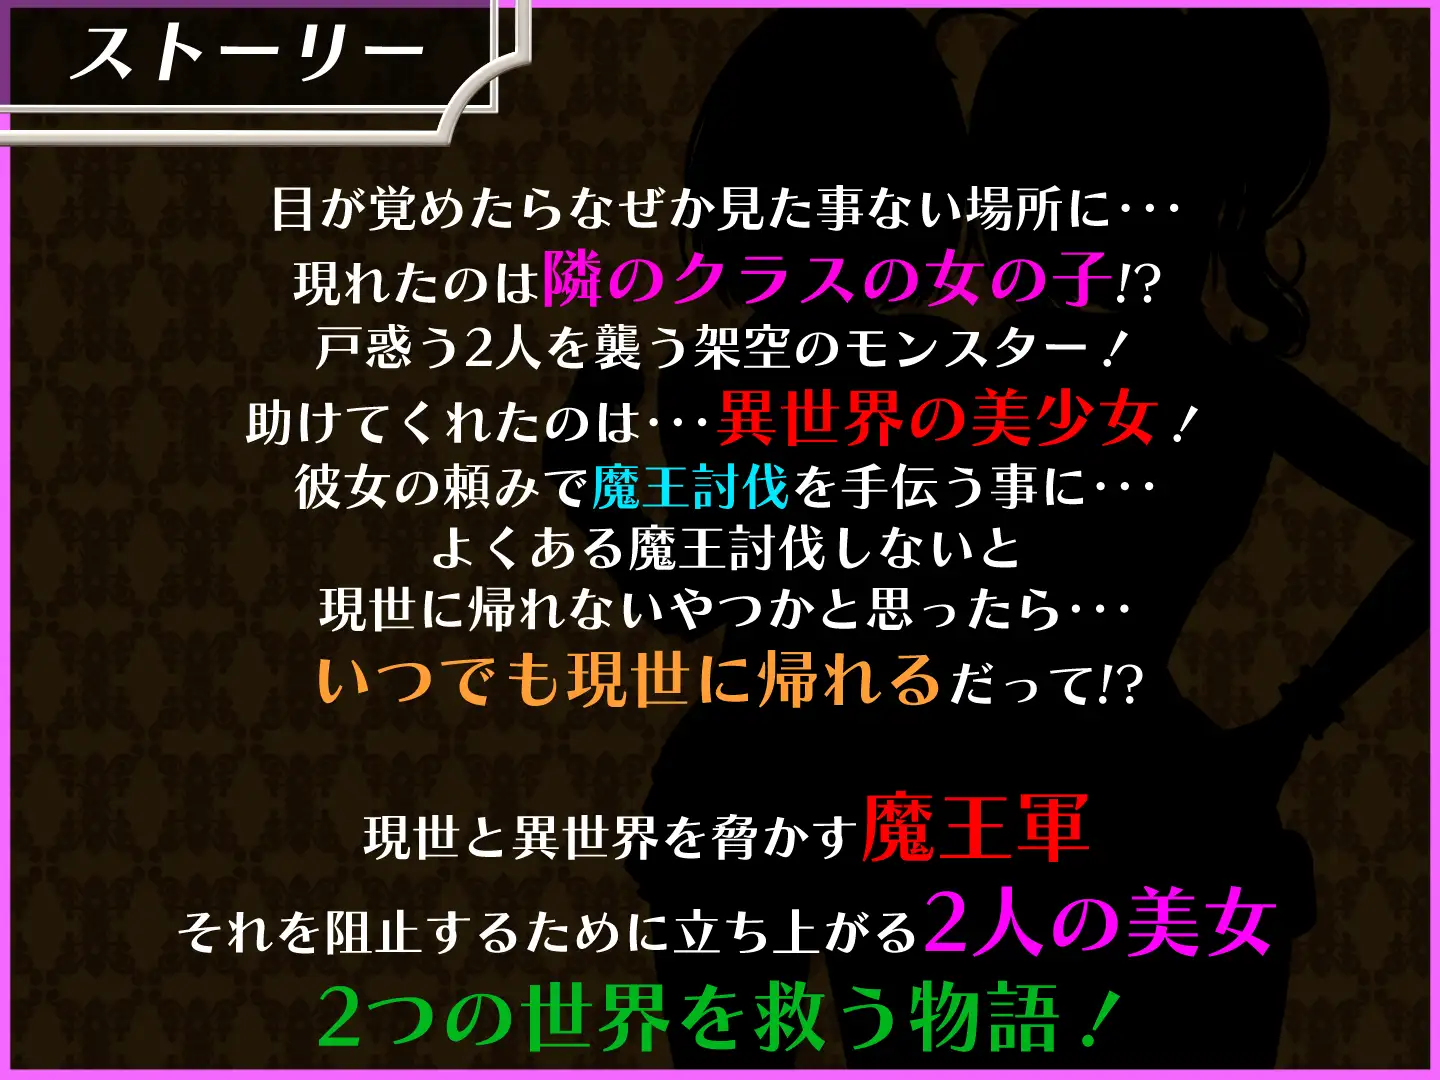 ストーリー
目が覚めたらなぜか見た事ない場所に･･･
現れたのは隣のクラスの女の子!?
戸惑う2人を襲う架空のモンスター！
助けてくれたのは･･･異世界の美少女！
彼女の頼みで魔王討伐を手伝う事に･･･
よくある魔王討伐しないと
現世に帰れないやつかと思ったら･･･
いつでも現世に帰れるだって!?
現世と異世界を脅かす魔王軍
それを阻止するために立ち上がる2人の美女
2つの世界を救う物語！